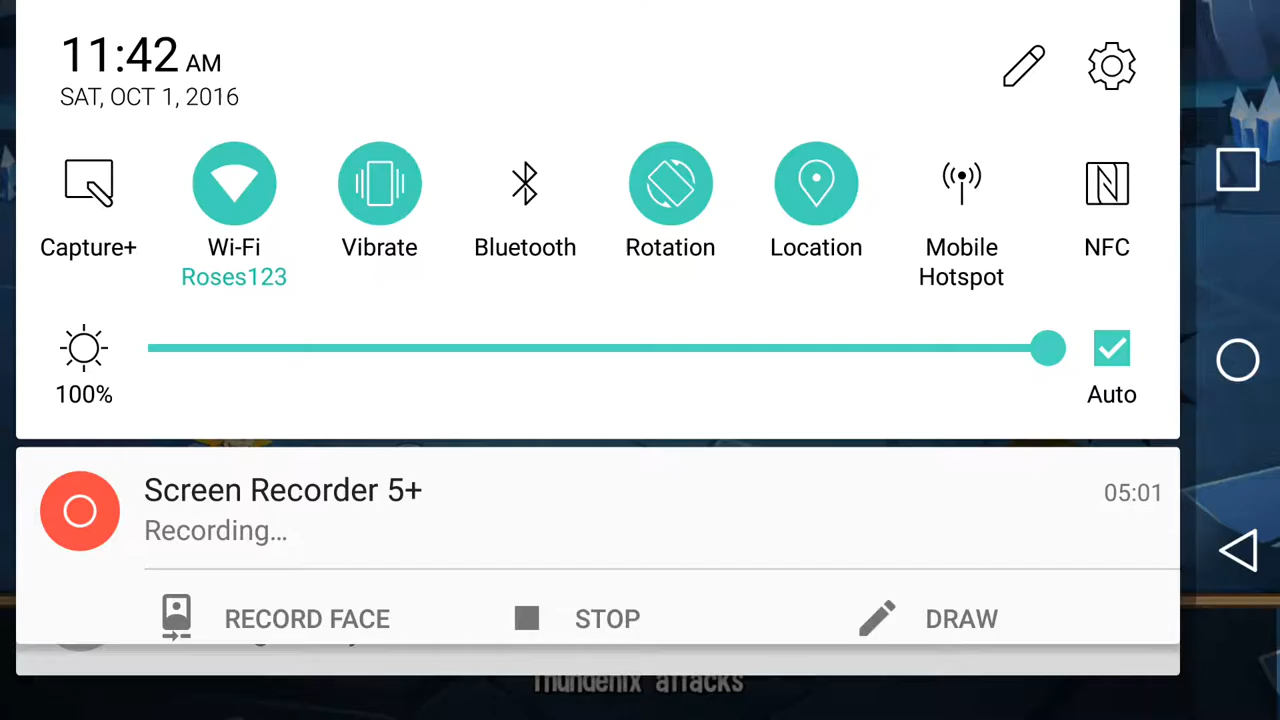 11:42 AM
SAT, OCT 1, 2016
Capture+
Wi-Fi
Roses123
Vibrate
Bluetooth
Rotation
Location
Mobile
Hotspot
NFC
100%
Auto
Screen Recorder 5+
05:01
Recording...
RECORD FACE
STOP
DRAW
Thundenix attacks